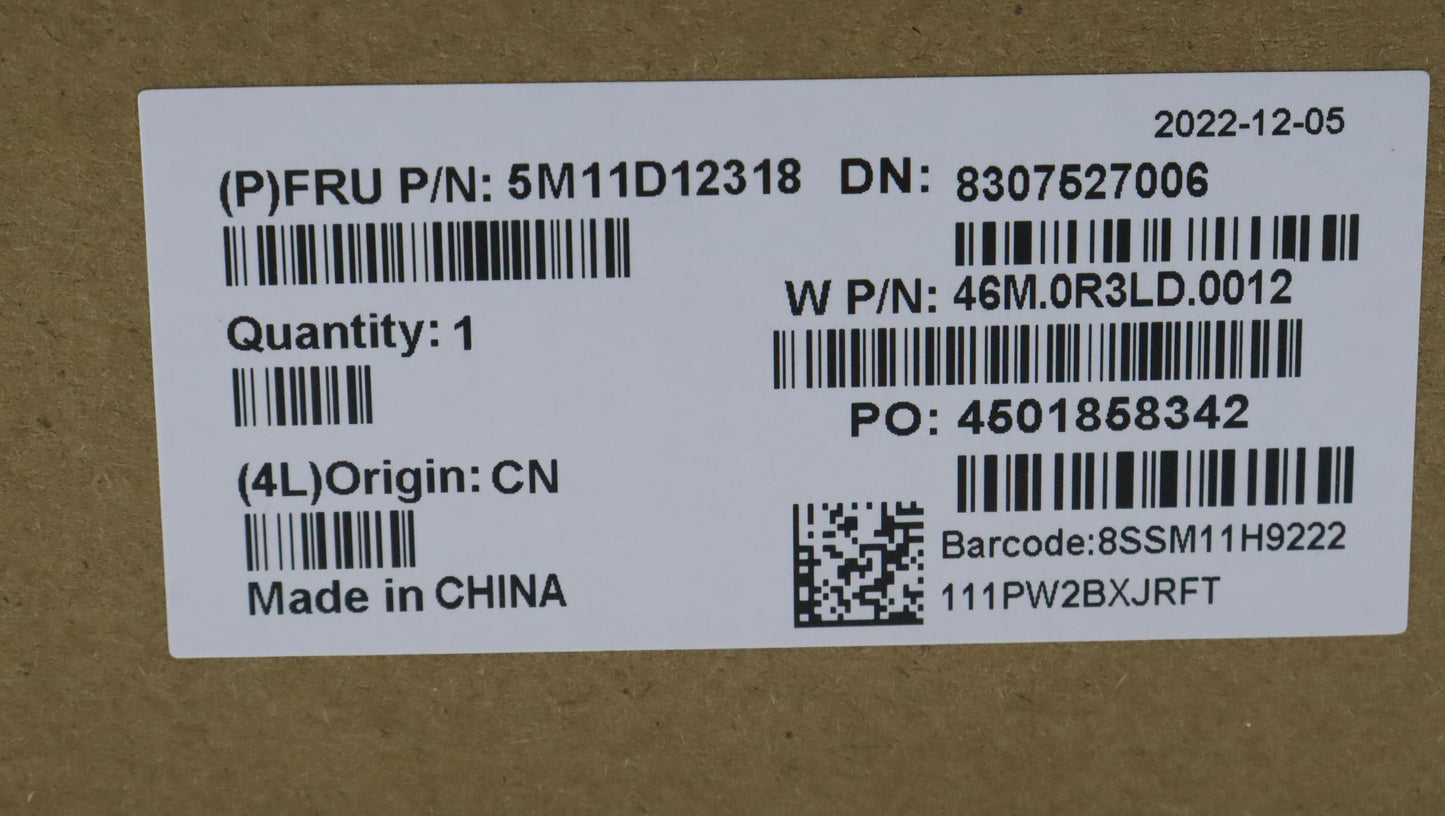 2022-12-05
(P)FRU P/N: 5M11D12318 DN: 8307527006
W P/N: 46M.0R3LD.0012
Quantity: 1
PO: 4501858342
(4L)Origin: CN
Barcode:8SSM11H9222
111PW2BXJRFT
Made in CHINA